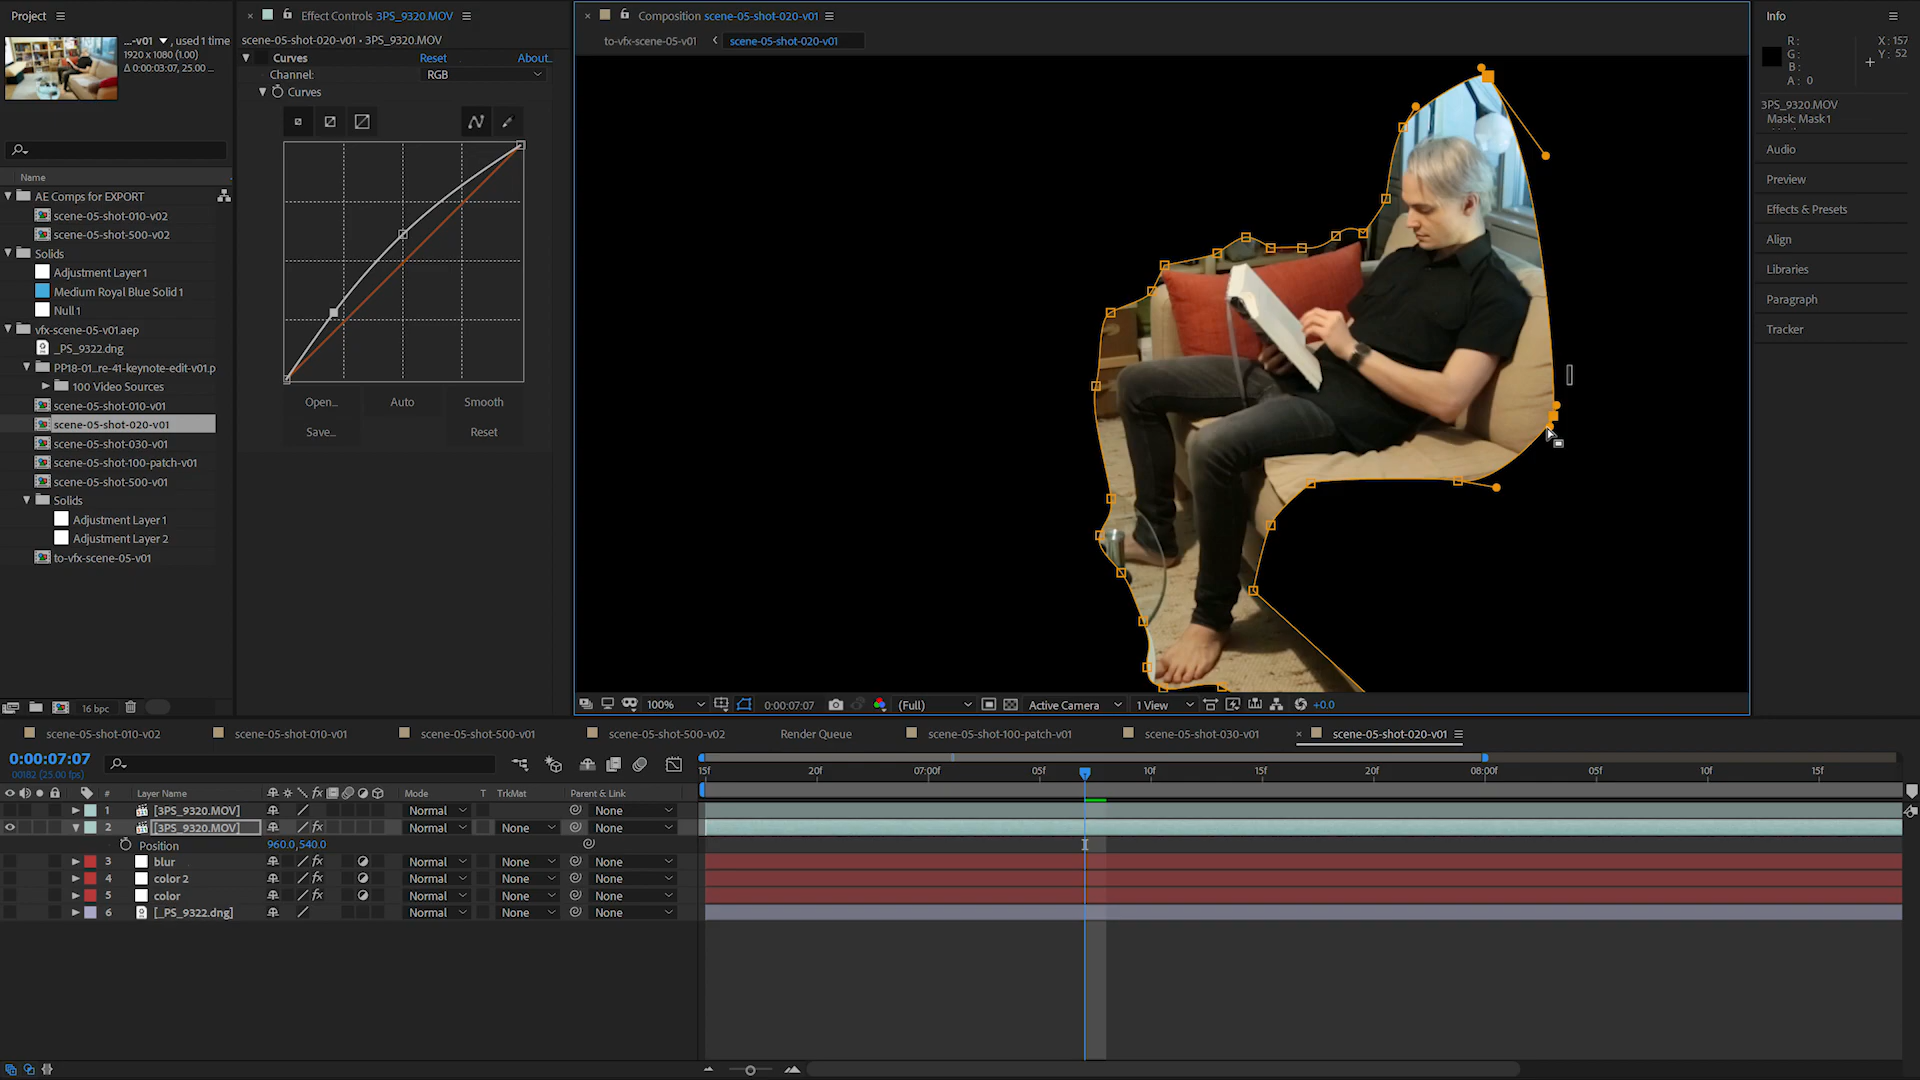 Project
...-v01 ▼, used 1 time
1920 x 1080 (1.00)
Δ 0:00:03:07, 25.00 ...
Name
AE Comps for EXPORT
scene-05-shot-010-v02
scene-05-shot-500-v02
Solids
Adjustment Layer 1
Medium Royal Blue Solid 1
Null 1
vfx-scene-05-v01.aep
_PS_9322.dng
PP18-01_re-41-keynote-edit-v01.p
100 Video Sources
scene-05-shot-010-v01
scene-05-shot-020-v01
scene-05-shot-030-v01
scene-05-shot-100-patch-v01
scene-05-shot-500-v01
Solids
Adjustment Layer 1
Adjustment Layer 2
to-vfx-scene-05-v01
16 bpc
Effect Controls 3PS_9320.MOV
scene-05-shot-020-v01 • 3PS_9320.MOV
Curves Reset About...
Channel: RGB
Curves
Open... Auto Smooth
Save... Reset
Composition scene-05-shot-020-v01
to-vfx-scene-05-v01 scene-05-shot-020-v01
100% 0:00:07:07 (Full) Active Camera 1 View +0.0
Info
R: X: 157
G: Y: 52
B:
A: 0
3PS_9320.MOV
Mask: Mask 1
Audio
Preview
Effects & Presets
Align
Libraries
Paragraph
Tracker
scene-05-shot-010-v02 scene-05-shot-010-v01 scene-05-shot-500-v01 scene-05-shot-500-v02 Render Queue scene-05-shot-100-patch-v01 scene-05-shot-030-v01 scene-05-shot-020-v01
0:00:07:07
00182 (25.00 fps)
15f 20f 07:00f 05f 10f 15f 20f 08:00f 05f 10f 15f
# Layer Name fx Mode T TrkMat Parent & Link
1 [3PS_9320.MOV] Normal None
2 [3PS_9320.MOV] fx Normal None None
Position 960.0,540.0
3 blur fx Normal None None
4 color 2 fx Normal None None
5 color fx Normal None None
6 [_PS_9322.dng] Normal None None